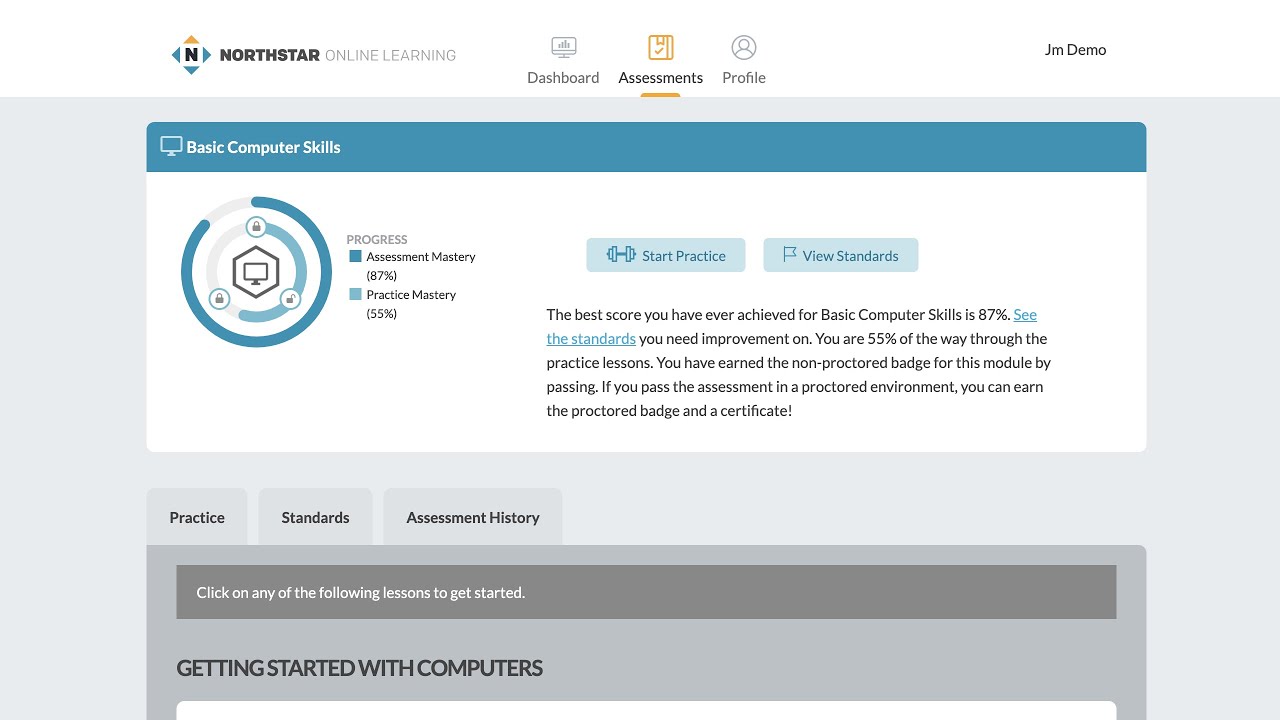 N NORTHSTAR ONLINE LEARNING
Dashboard
Assessments
Profile
Jm Demo
Basic Computer Skills
PROGRESS
Assessment Mastery
(87%)
Practice Mastery
(55%)
Start Practice
View Standards
The best score you have ever achieved for Basic Computer Skills is 87%. See
the standards you need improvement on. You are 55% of the way through the
practice lessons. You have earned the non-proctored badge for this module by
passing. If you pass the assessment in a proctored environment, you can earn
the proctored badge and a certificate!
Practice
Standards
Assessment History
Click on any of the following lessons to get started.
GETTING STARTED WITH COMPUTERS